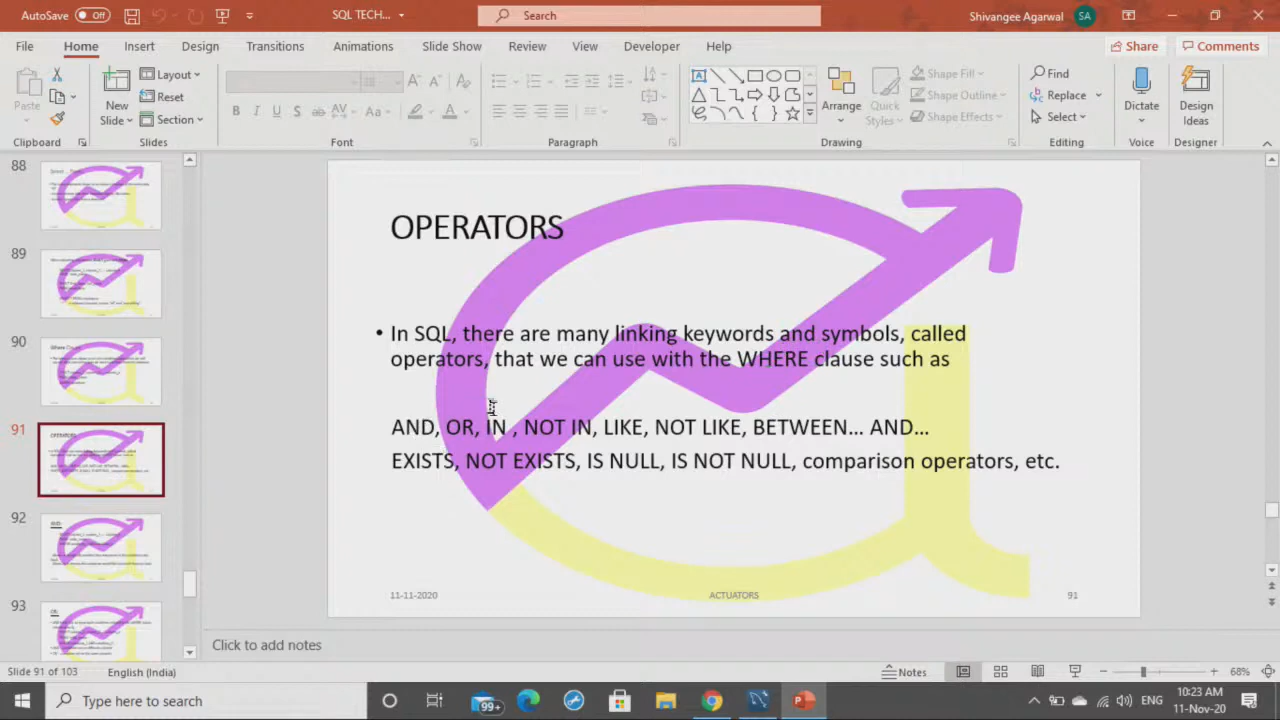 AutoSave Off
SQL TECH...
Search
Shivangee Agarwal SA
File Home Insert Design Transitions Animations Slide Show Review View Developer Help
Share Comments
Paste
New Slide
Layout
Reset
Section
Aa
Arrange
Quick Styles
Shape Fill
Shape Outline
Shape Effects
Find
Replace
Select
Dictate
Design Ideas
Clipboard Slides Font Paragraph Drawing Editing Voice Designer
88
89
90
91
92
93
OPERATORS
• In SQL, there are many linking keywords and symbols, called
operators, that we can use with the WHERE clause such as
AND, OR, IN , NOT IN, LIKE, NOT LIKE, BETWEEN... AND...
EXISTS, NOT EXISTS, IS NULL, IS NOT NULL, comparison operators, etc.
11-11-2020 ACTUATORS 91
Click to add notes
Slide 91 of 103 English (India) Notes 68%
Type here to search
99+
ENG
10:23 AM
11-Nov-20